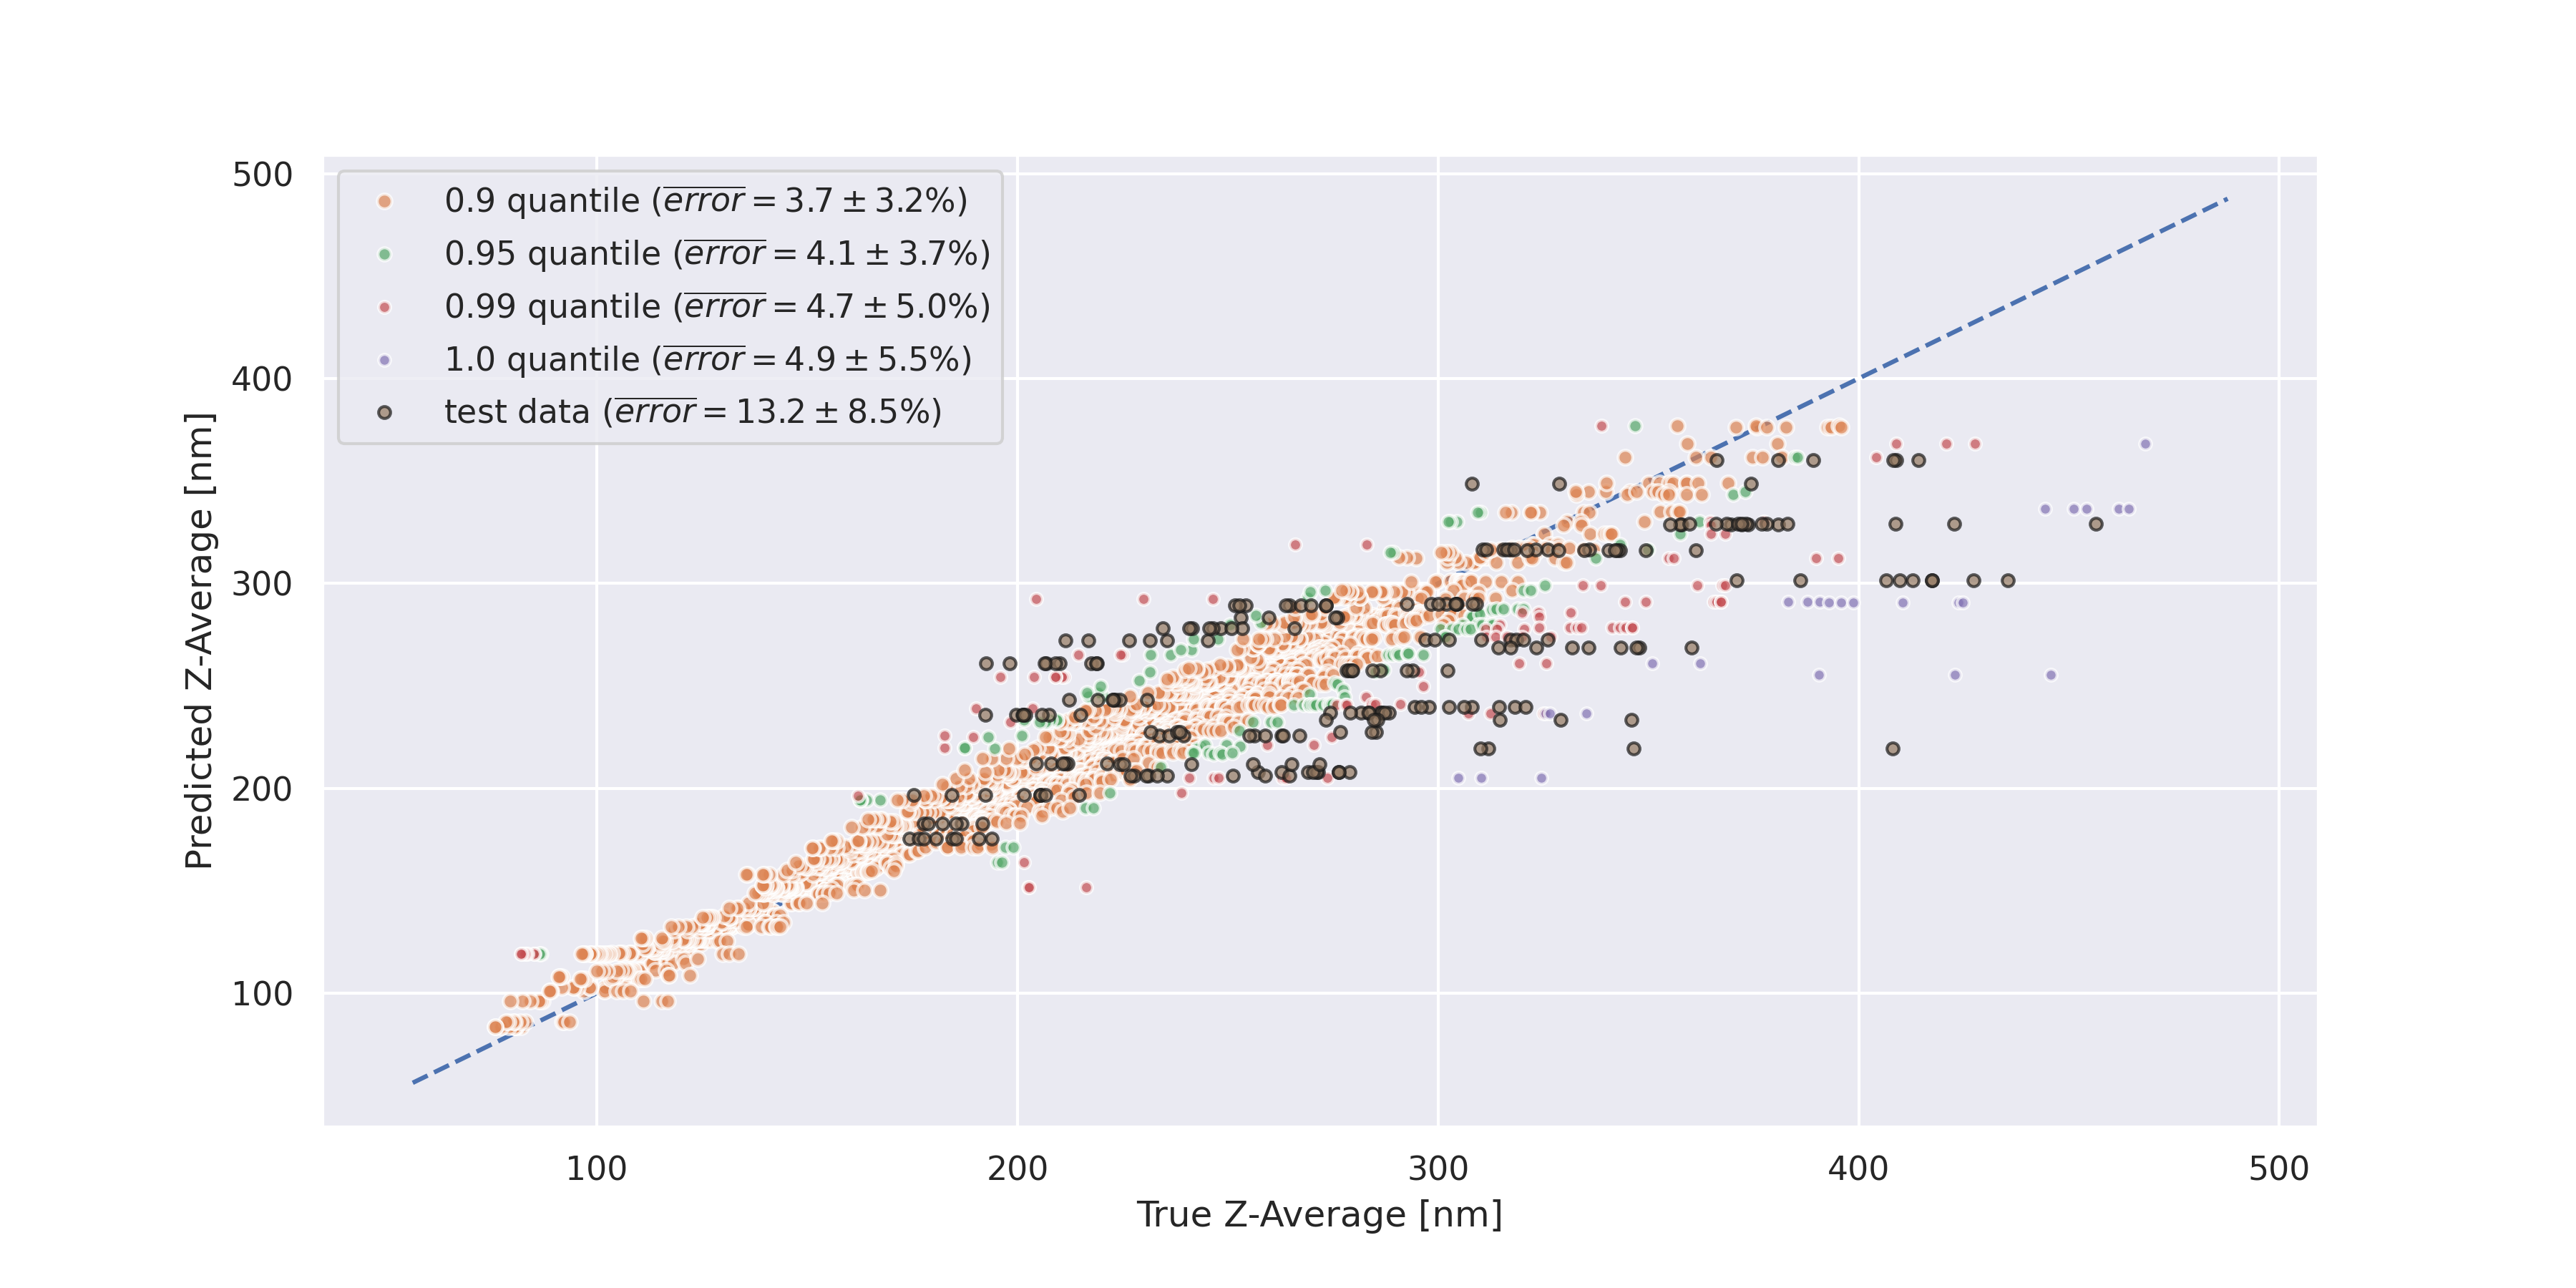 0.9 quantile (error = 3.7 ± 3.2%)
0.95 quantile (error = 4.1 ± 3.7%)
0.99 quantile (error = 4.7 ± 5.0%)
1.0 quantile (error = 4.9 ± 5.5%)
test data (error = 13.2 ± 8.5%)
500
400
300
200
100
Predicted Z-Average [nm]
100 200 300 400 500
True Z-Average [nm]